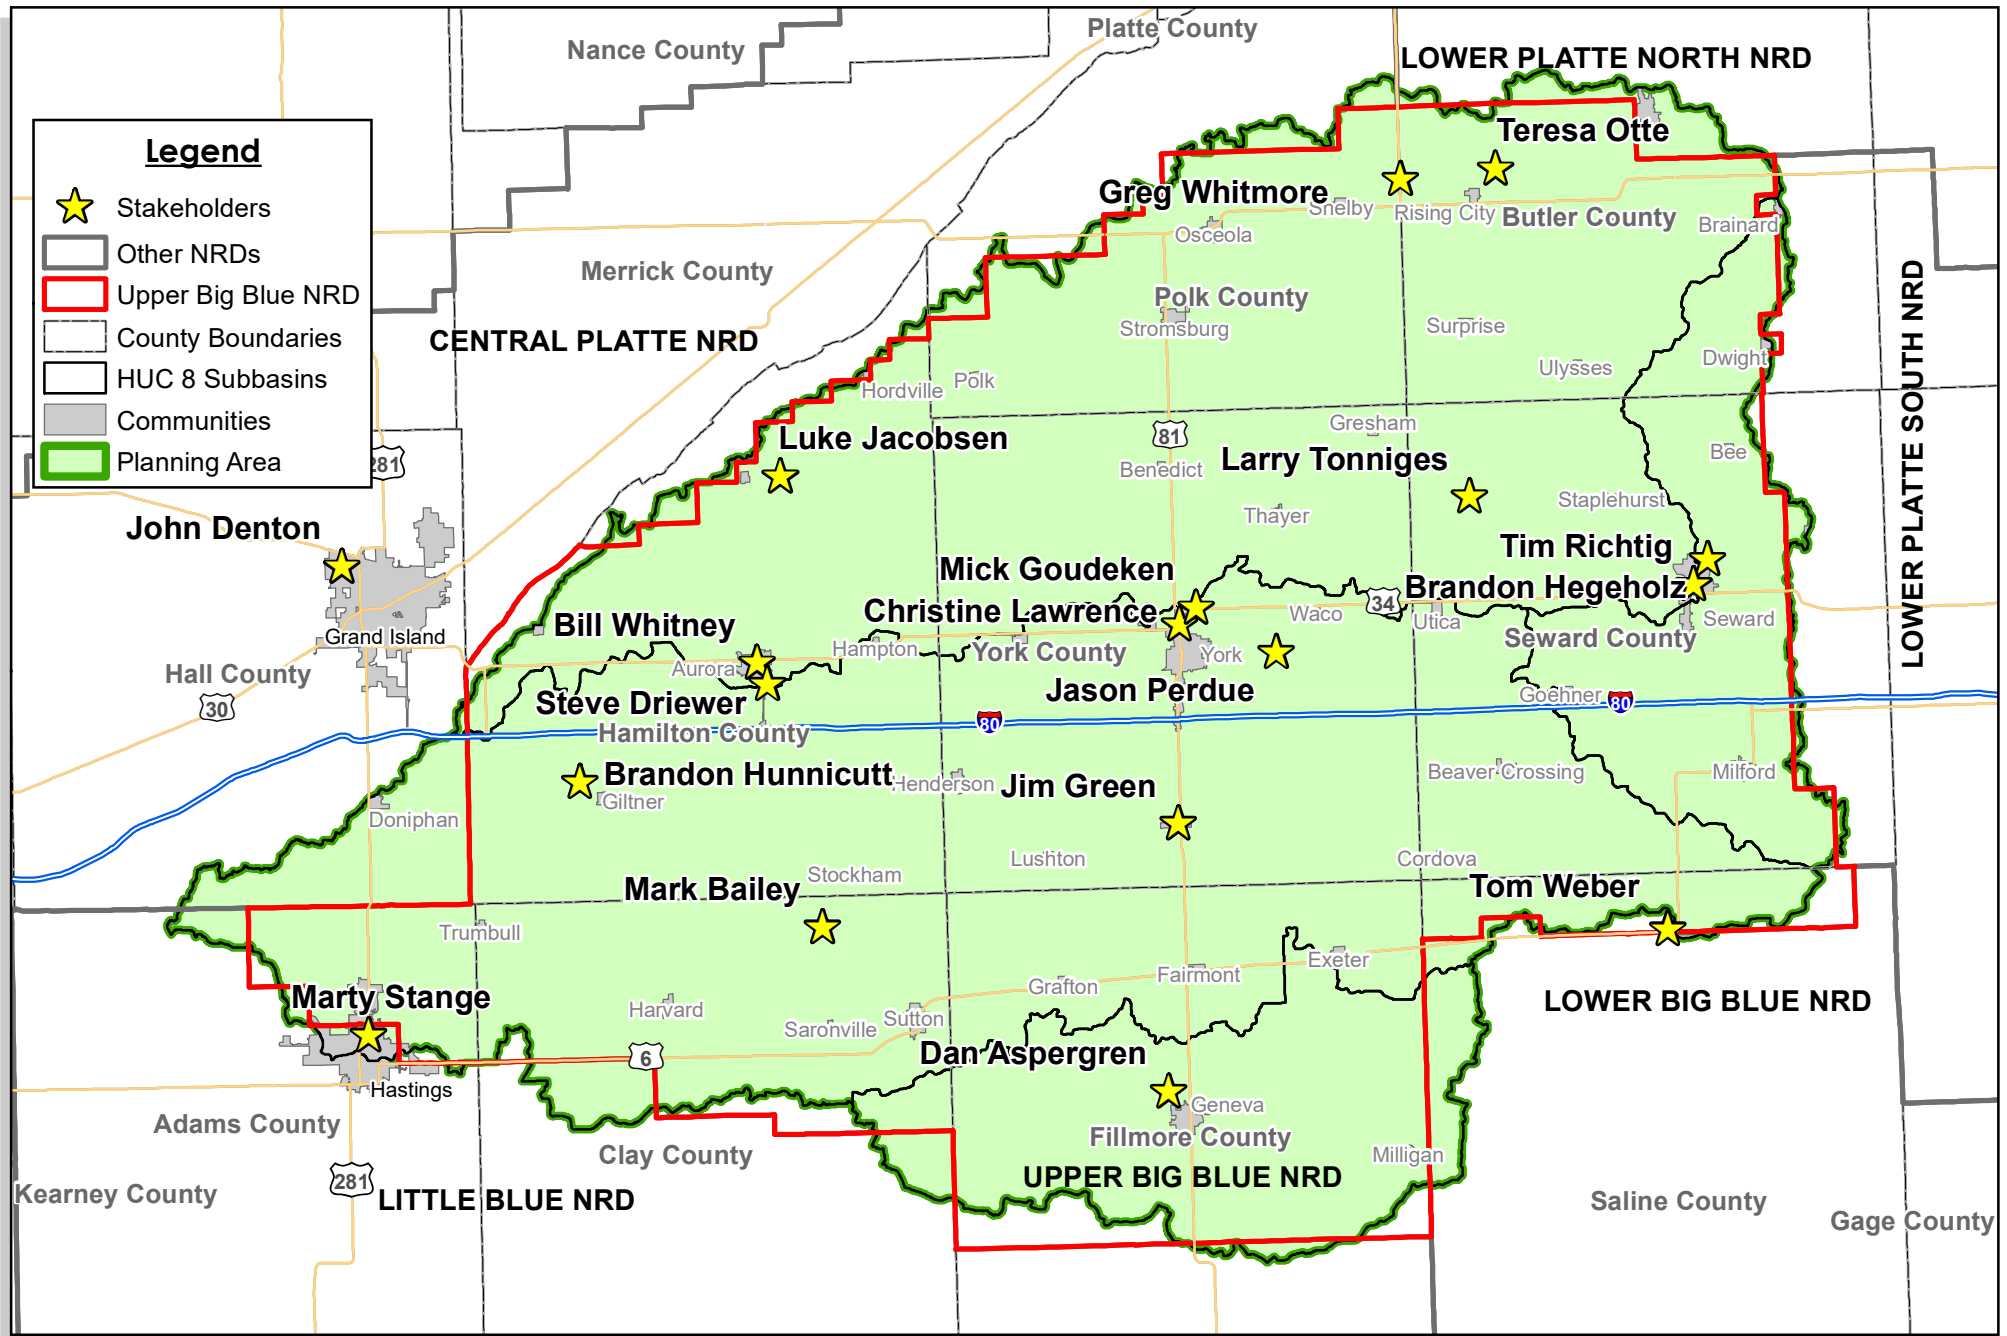 Platte County
Nance County
LOWER PLATTE NORTH NRD
Legend
Stakeholders
Other NRDs
Upper Big Blue NRD
County Boundaries
HUC 8 Subbasins
Communities
Planning Area
Teresa Otte
Greg Whitmore
Snelby
Rising City
Butler County
Brainard
Osceola
Merrick County
Polk County
Stromsburg
Surprise
CENTRAL PLATTE NRD
LOWER PLATTE SOUTH NRD
Dwight
Ulysses
Polk
Hordville
Gresham
Luke Jacobsen
81
Bee
Larry Tonniges
Benedict
281
Staplehurst
Thayer
John Denton
Tim Richtig
Mick Goudeken
Brandon Hegeholz
34
Christine Lawrence
Waco
Utica
Seward
Bill Whitney
Grand Island
Seward County
Hampton
York County
York
Aurora
Hall County
Jason Perdue
Goehner
Steve Driewer
30
80
80
Hamilton County
Brandon Hunnicutt
Beaver Crossing
Milford
Henderson
Jim Green
Giltner
Doniphan
Lushton
Cordova
Stockham
Mark Bailey
Tom Weber
Trumbull
Exeter
Fairmont
Grafton
Marty Stange
LOWER BIG BLUE NRD
Harvard
Sutton
Saronville
Dan Aspergren
6
Hastings
Geneva
Adams County
Fillmore County
Clay County
Milligan
UPPER BIG BLUE NRD
281
Kearney County
LITTLE BLUE NRD
Saline County
Gage County